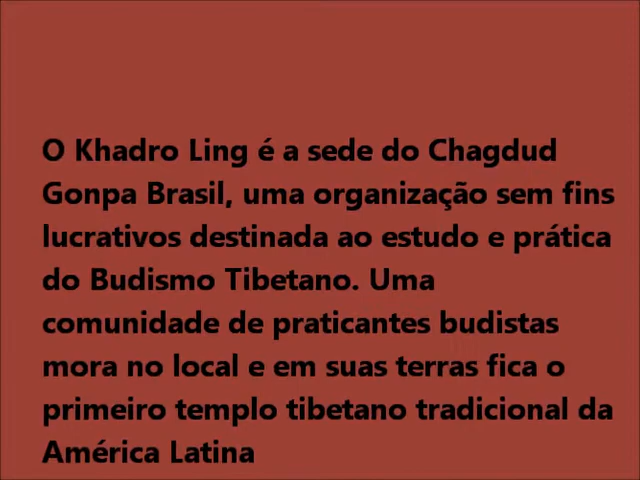 O Khadro Ling é a sede do Chagdud
Gonpa Brasil, uma organização sem fins
lucrativos destinada ao estudo e prática
do Budismo Tibetano. Uma
comunidade de praticantes budistas
mora no local e em suas terras fica o
primeiro templo tibetano tradicional da
América Latina